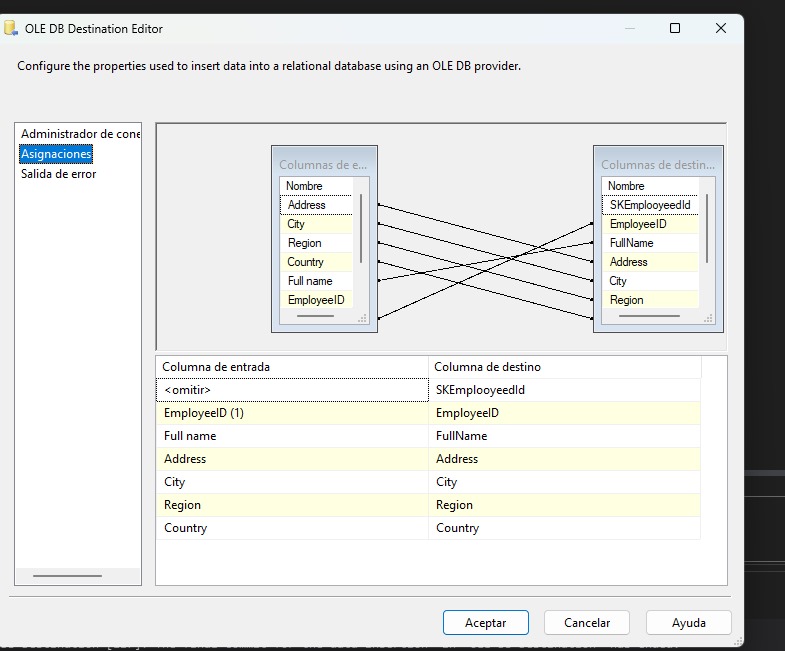 OLE DB Destination Editor
Configure the properties used to insert data into a relational database using an OLE DB provider.
Administrador de cone
Asignaciones
Salida de error
Columnas de e...
Nombre
Address
City
Region
Country
Full name
EmployeeID
Columnas de destin...
Nombre
SKEmplooyeedId
EmployeeID
FullName
Address
City
Region
Columna de entrada Columna de destino
<omitir> SKEmplooyeedId
EmployeeID (1) EmployeeID
Full name FullName
Address Address
City City
Region Region
Country Country
Aceptar Cancelar Ayuda